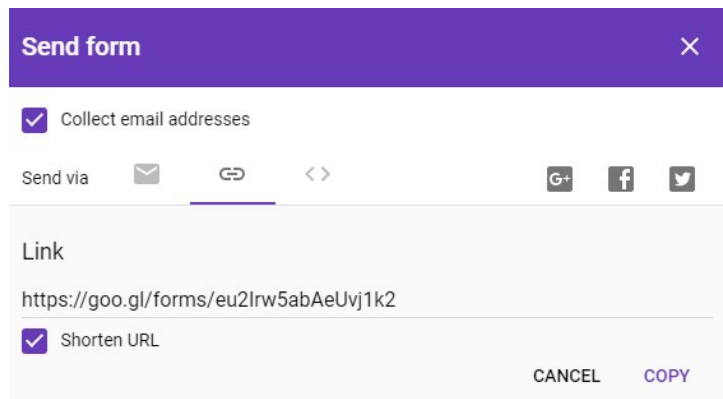 Send form
Collect email addresses
Send via
G+
Link
https://goo.gl/forms/eu2Irw5abAeUvj1k2
Shorten URL
CANCEL COPY